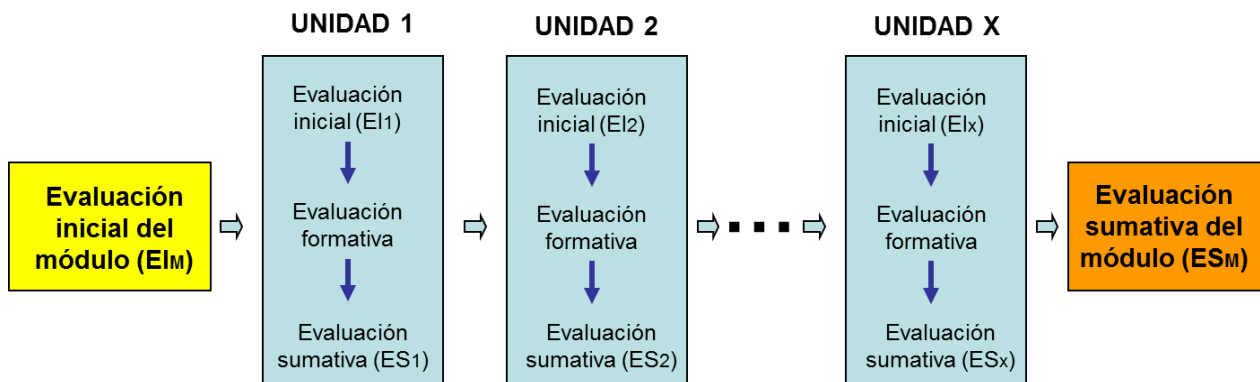 UNIDAD 1
UNIDAD 2
UNIDAD X
Evaluación
inicial del
módulo (EIM)
Evaluación
inicial (EI1)
Evaluación
formativa
Evaluación
sumativa (ES1)
Evaluación
inicial (EI2)
Evaluación
formativa
Evaluación
sumativa (ES2)
Evaluación
inicial (EIx)
Evaluación
formativa
Evaluación
sumativa (ESx)
Evaluación
sumativa del
módulo (ESM)